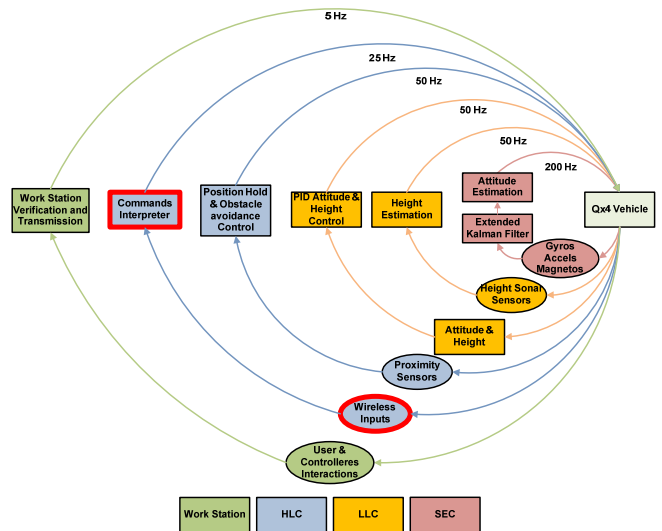 5 Hz
25 Hz
50 Hz
50 Hz
50 Hz
200 Hz
Work Station
Verification and
Transmission
Commands
Interpreter
Position Hold
& Obstacle
avoidance
Control
PID Attitude &
Height
Control
Height
Estimation
Attitude
Estimation
Extended
Kalman Filter
Qx4 Vehicle
Gyros
Accels
Magnetos
Height Sonal
Sensors
Attitude &
Height
Proximity
Sensors
Wireless
Inputs
User &
Controlleres
Interactions
Work Station
HLC
LLC
SEC